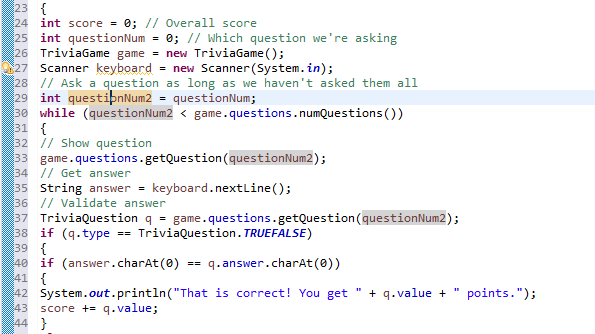 23 {
24 int score = 0; // Overall score
25 int questionNum = 0; // Which question we're asking
26 TriviaGame game = new TriviaGame();
27 Scanner keyboard = new Scanner(System.in);
28 // Ask a question as long as we haven't asked them all
29 int questionNum2 = questionNum;
30 while (questionNum2 < game.questions.numQuestions())
31 {
32 // Show question
33 game.questions.getQuestion(questionNum2);
34 // Get answer
35 String answer = keyboard.nextLine();
36 // Validate answer
37 TriviaQuestion q = game.questions.getQuestion(questionNum2);
38 if (q.type == TriviaQuestion.TRUEFALSE)
39 {
40 if (answer.charAt(0) == q.answer.charAt(0))
41 {
42 System.out.println("That is correct! You get " + q.value + " points.");
43 score += q.value;
44 }